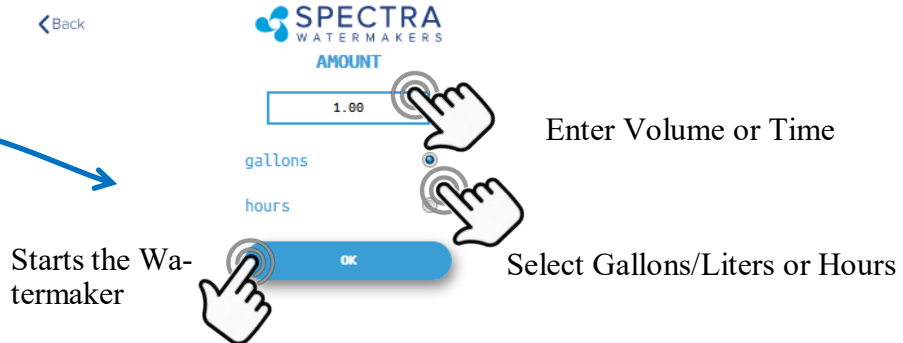 Back
SPECTRA
WATERMAKERS
AMOUNT
1.00
Enter Volume or Time
gallons
hours
Starts the Wa-
termaker
OK
Select Gallons/Liters or Hours